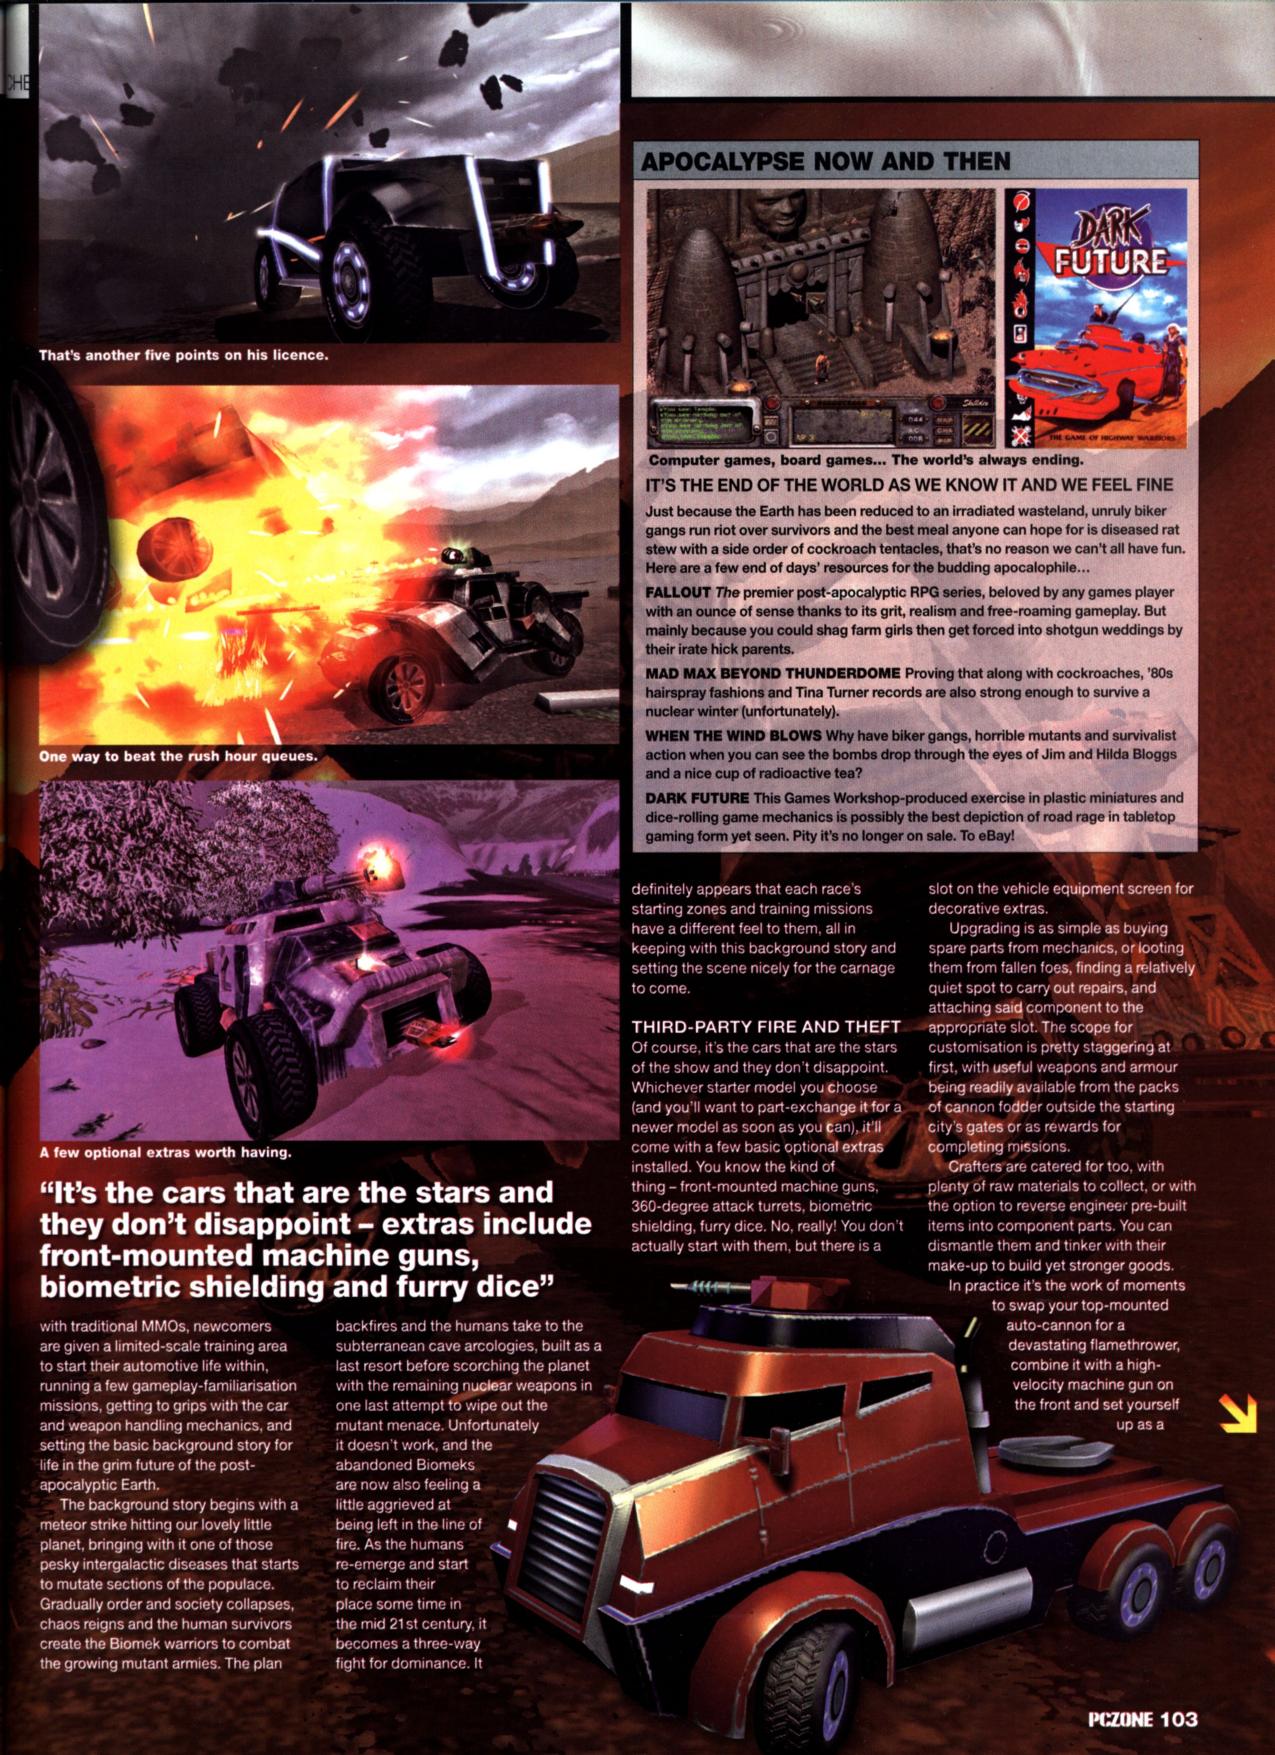 CHE
That's another five points on his licence.
One way to beat the rush hour queues.
A few optional extras worth having.
"It's the cars that are the stars and
they don't disappoint – extras include
front-mounted machine guns,
biometric shielding and furry dice"
with traditional MMOs, newcomers
are given a limited-scale training area
to start their automotive life within,
running a few gameplay-familiarisation
missions, getting to grips with the car
and weapon handling mechanics, and
setting the basic background story for
life in the grim future of the post-
apocalyptic Earth.
The background story begins with a
meteor strike hitting our lovely little
planet, bringing with it one of those
pesky intergalactic diseases that starts
to mutate sections of the populace.
Gradually order and society collapses,
chaos reigns and the human survivors
create the Biomek warriors to combat
the growing mutant armies. The plan
backfires and the humans take to the
subterranean cave arcologies, built as a
last resort before scorching the planet
with the remaining nuclear weapons in
one last attempt to wipe out the
mutant menace. Unfortunately
it doesn't work, and the
abandoned Biomeks
are now also feeling a
little aggrieved at
being left in the line of
fire. As the humans
re-emerge and start
to reclaim their
place some time in
the mid 21st century, it
becomes a three-way
fight for dominance. It
APOCALYPSE NOW AND THEN
DARK
FUTURE
THE GAME OF HIGHWAY WARRIORS
Computer games, board games... The world's always ending.
IT'S THE END OF THE WORLD AS WE KNOW IT AND WE FEEL FINE
Just because the Earth has been reduced to an irradiated wasteland, unruly biker
gangs run riot over survivors and the best meal anyone can hope for is diseased rat
stew with a side order of cockroach tentacles, that's no reason we can't all have fun.
Here are a few end of days' resources for the budding apocalophile...
FALLOUT The premier post-apocalyptic RPG series, beloved by any games player
with an ounce of sense thanks to its grit, realism and free-roaming gameplay. But
mainly because you could shag farm girls then get forced into shotgun weddings by
their irate hick parents.
MAD MAX BEYOND THUNDERDOME Proving that along with cockroaches, '80s
hairspray fashions and Tina Turner records are also strong enough to survive a
nuclear winter (unfortunately).
WHEN THE WIND BLOWS Why have biker gangs, horrible mutants and survivalist
action when you can see the bombs drop through the eyes of Jim and Hilda Bloggs
and a nice cup of radioactive tea?
DARK FUTURE This Games Workshop-produced exercise in plastic miniatures and
dice-rolling game mechanics is possibly the best depiction of road rage in tabletop
gaming form yet seen. Pity it's no longer on sale. To eBay!
definitely appears that each race's
starting zones and training missions
have a different feel to them, all in
keeping with this background story and
setting the scene nicely for the carnage
to come.
THIRD-PARTY FIRE AND THEFT
Of course, it's the cars that are the stars
of the show and they don't disappoint.
Whichever starter model you choose
(and you'll want to part-exchange it for a
newer model as soon as you can), it'll
come with a few basic optional extras
installed. You know the kind of
thing – front-mounted machine guns,
360-degree attack turrets, biometric
shielding, furry dice. No, really! You don't
actually start with them, but there is a
slot on the vehicle equipment screen for
decorative extras.
Upgrading is as simple as buying
spare parts from mechanics, or looting
them from fallen foes, finding a relatively
quiet spot to carry out repairs, and
attaching said component to the
appropriate slot. The scope for
customisation is pretty staggering at
first, with useful weapons and armour
being readily available from the packs
of cannon fodder outside the starting
city's gates or as rewards for
completing missions.
Crafters are catered for too, with
plenty of raw materials to collect, or with
the option to reverse engineer pre-built
items into component parts. You can
dismantle them and tinker with their
make-up to build yet stronger goods.
In practice it's the work of moments
to swap your top-mounted
auto-cannon for a
devastating flamethrower,
combine it with a high-
velocity machine gun on
the front and set yourself
up as a
PCZONE 103